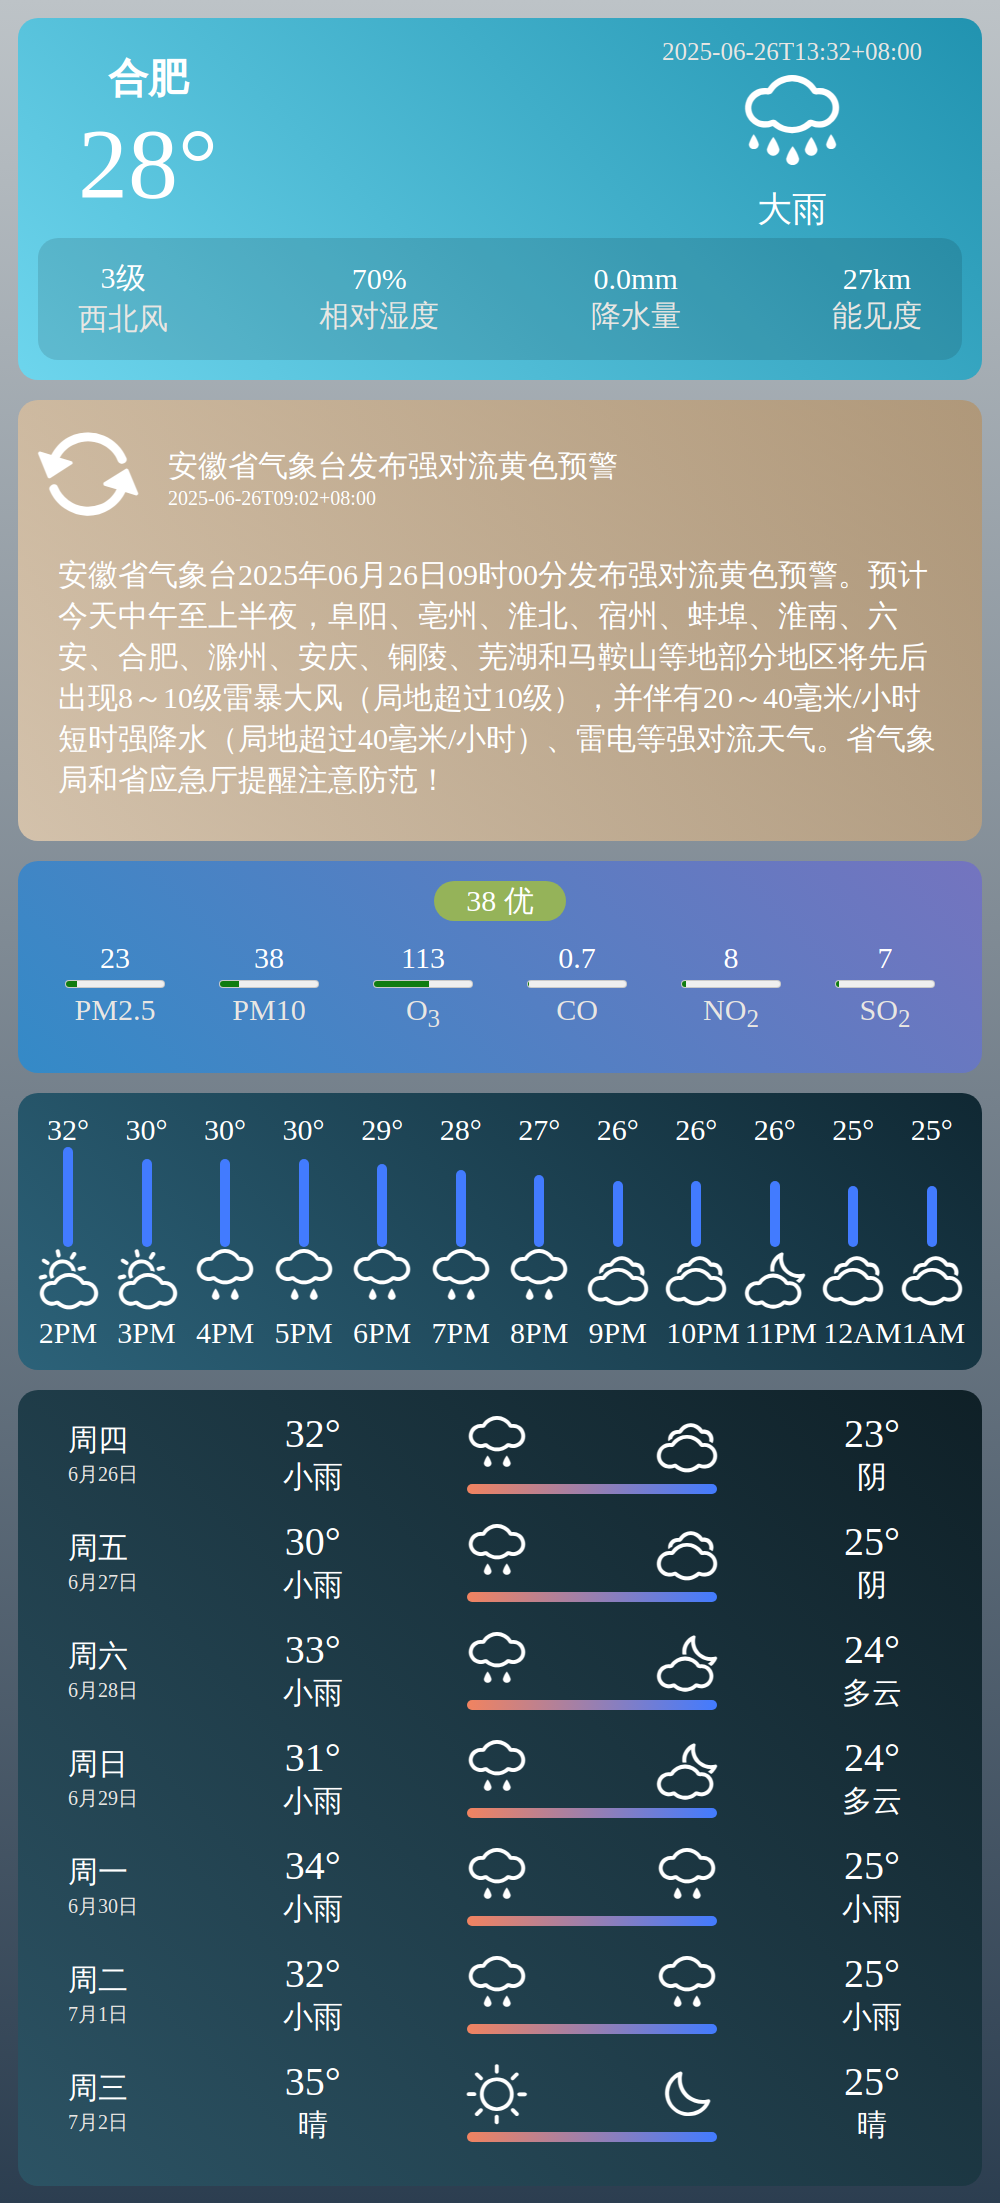 合肥
28°
2025-06-26T13:32+08:00
大雨
3级 70% 0.0mm 27km
西北风 相对湿度 降水量 能见度
安徽省气象台发布强对流黄色预警
2025-06-26T09:02+08:00
安徽省气象台2025年06月26日09时00分发布强对流黄色预警。预计
今天中午至上半夜，阜阳、亳州、淮北、宿州、蚌埠、淮南、六
安、合肥、滁州、安庆、铜陵、芜湖和马鞍山等地部分地区将先后
出现8～10级雷暴大风（局地超过10级），并伴有20～40毫米/小时
短时强降水（局地超过40毫米/小时）、雷电等强对流天气。省气象
局和省应急厅提醒注意防范！
38 优
23 38 113 0.7 8 7
PM2.5 PM10 O3 CO NO2 SO2
32° 30° 30° 30° 29° 28° 27° 26° 26° 26° 25° 25°
2PM 3PM 4PM 5PM 6PM 7PM 8PM 9PM 10PM 11PM 12AM 1AM
周四 32° 23°
6月26日 小雨 阴
周五 30° 25°
6月27日 小雨 阴
周六 33° 24°
6月28日 小雨 多云
周日 31° 24°
6月29日 小雨 多云
周一 34° 25°
6月30日 小雨 小雨
周二 32° 25°
7月1日 小雨 小雨
周三 35° 25°
7月2日 晴 晴